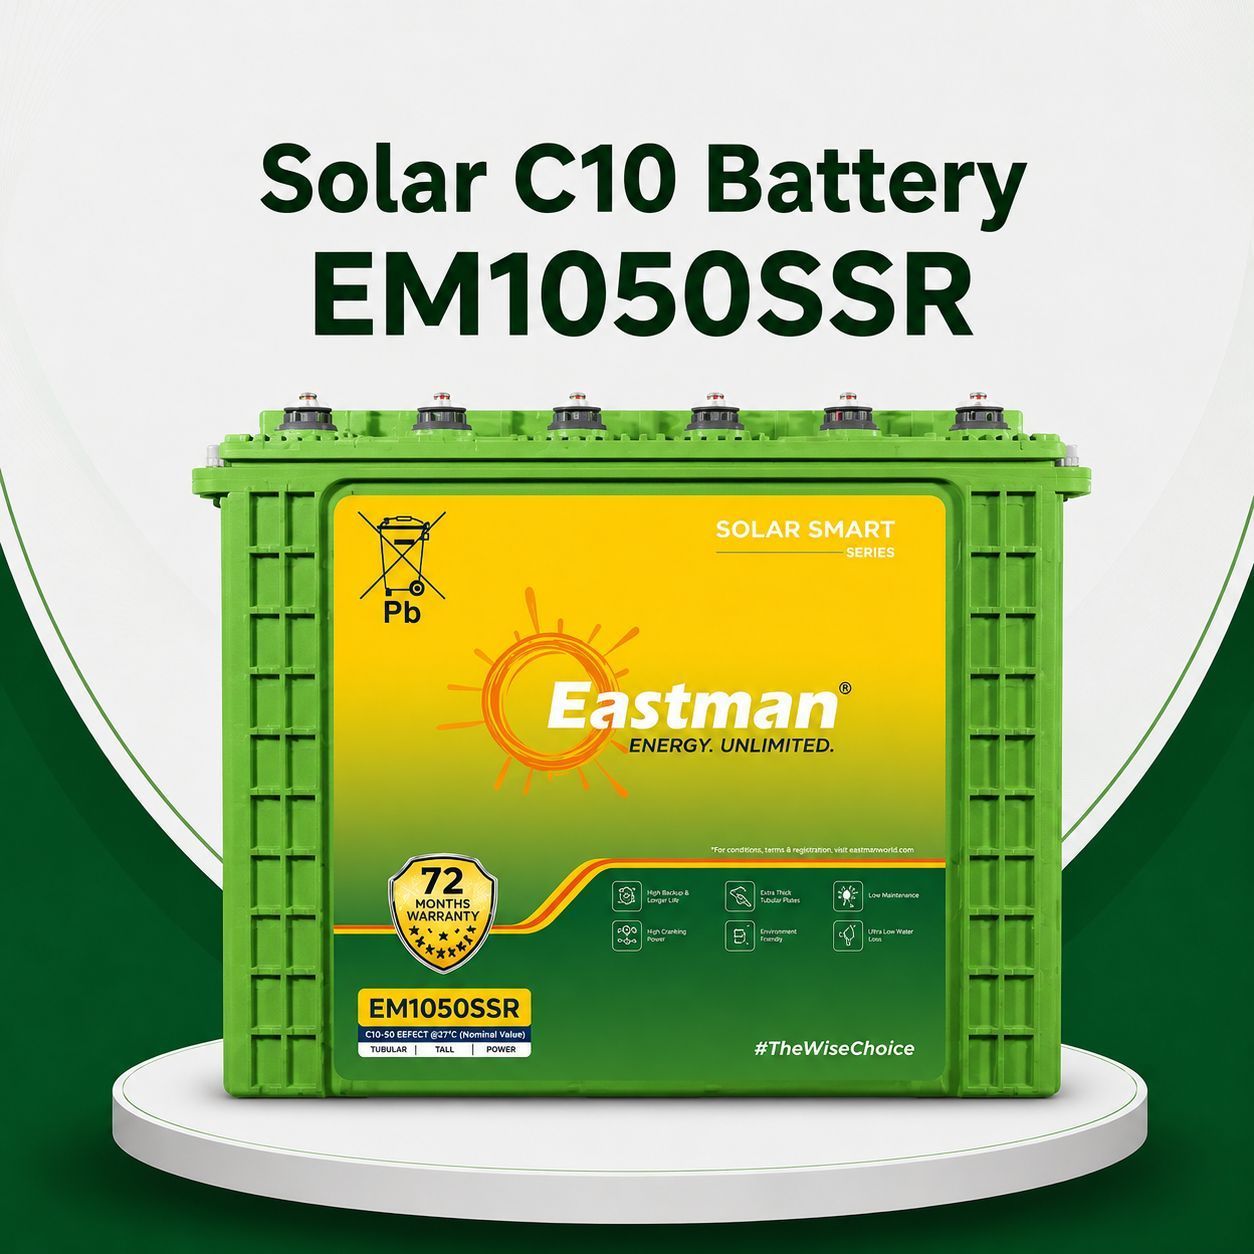 Solar C10 Battery
EM1050SSR
SOLAR SMART
SERIES
Pb
Eastman®
ENERGY. UNLIMITED.
*For conditions, terms & registration, visit eastmanworld.com
72
MONTHS
WARRANTY
High Backup &
Longer Life
Extra Thick
Tubular Plates
Low Maintenance
High Cranking
Power
Environment
Friendly
Ultra Low Water
Loss
EM1050SSR
C10-50 EEFECT @27°C (Nominal Value)
TUBULAR | TALL | POWER
#TheWiseChoice